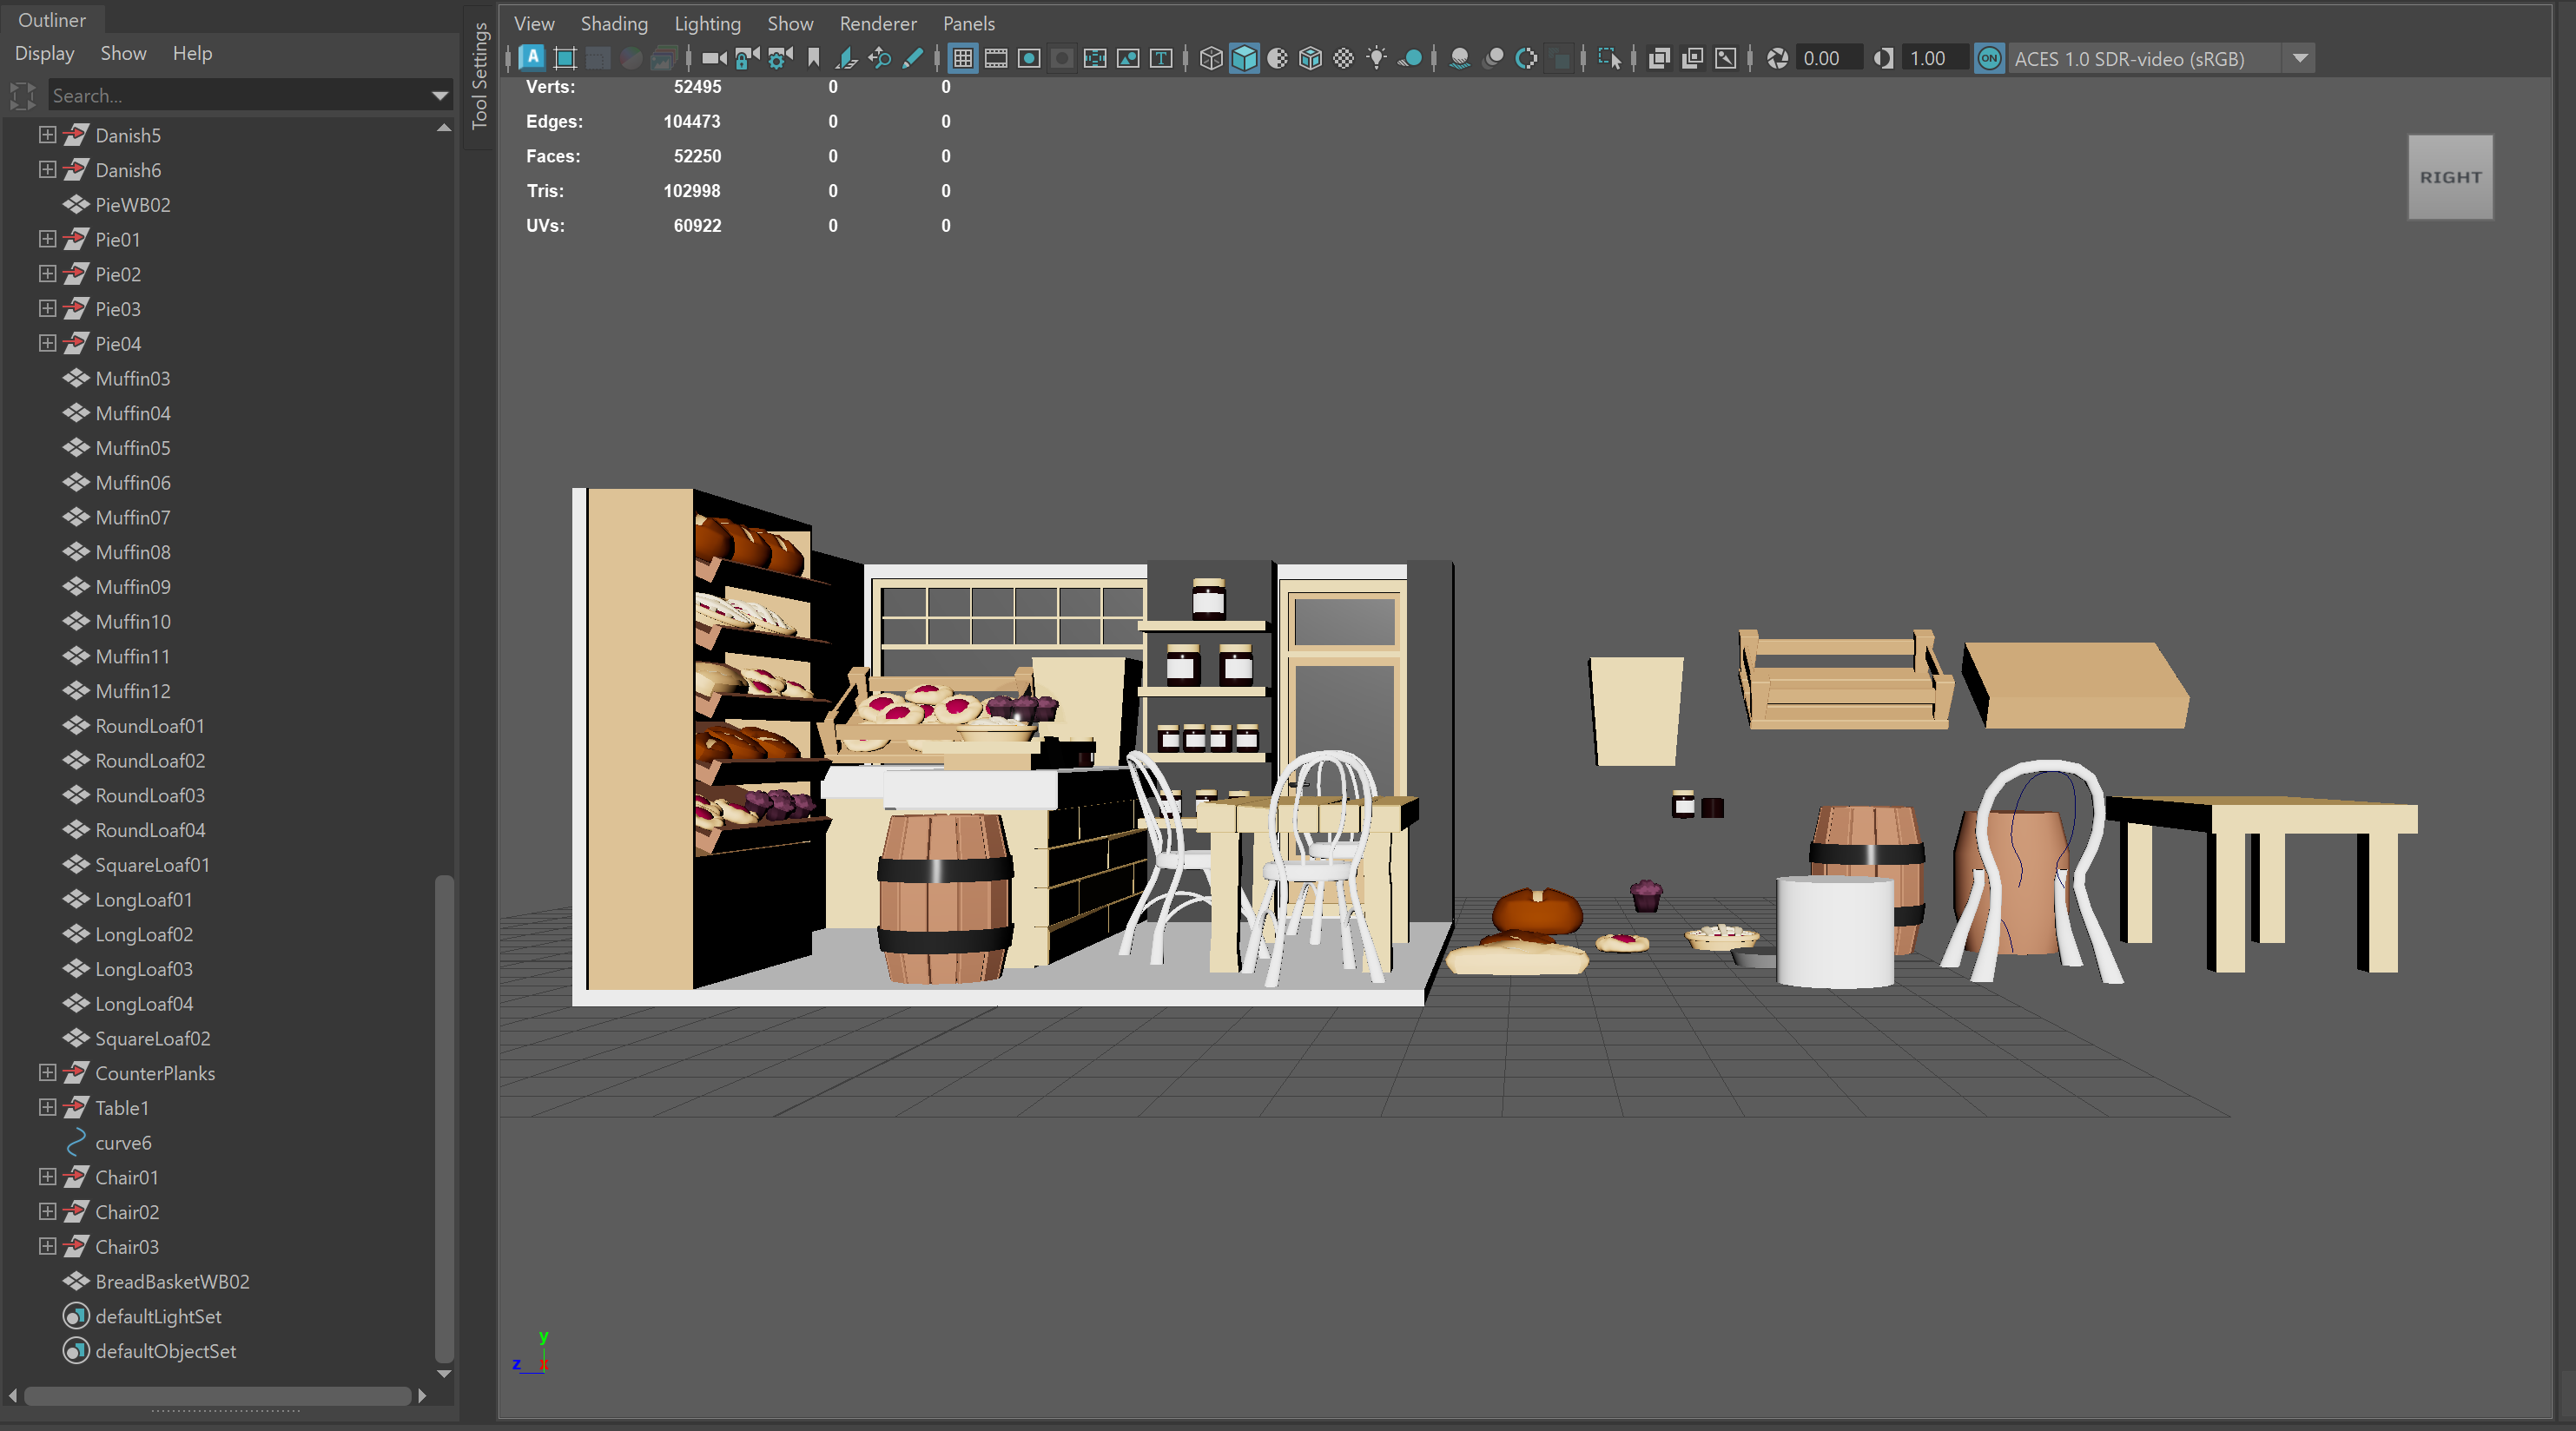 Outliner
Display Show Help
Search...
Danish5
Danish6
PieWB02
Pie01
Pie02
Pie03
Pie04
Muffin03
Muffin04
Muffin05
Muffin06
Muffin07
Muffin08
Muffin09
Muffin10
Muffin11
Muffin12
RoundLoaf01
RoundLoaf02
RoundLoaf03
RoundLoaf04
SquareLoaf01
LongLoaf01
LongLoaf02
LongLoaf03
LongLoaf04
SquareLoaf02
CounterPlanks
Table1
curve6
Chair01
Chair02
Chair03
BreadBasketWB02
defaultLightSet
defaultObjectSet
Tool Settings
View Shading Lighting Show Renderer Panels
A T 0.00 1.00 ON ACES 1.0 SDR-video (sRGB)
Verts: 52495 0 0
Edges: 104473 0 0
Faces: 52250 0 0
Tris: 102998 0 0
UVs: 60922 0 0
RIGHT
y
z x